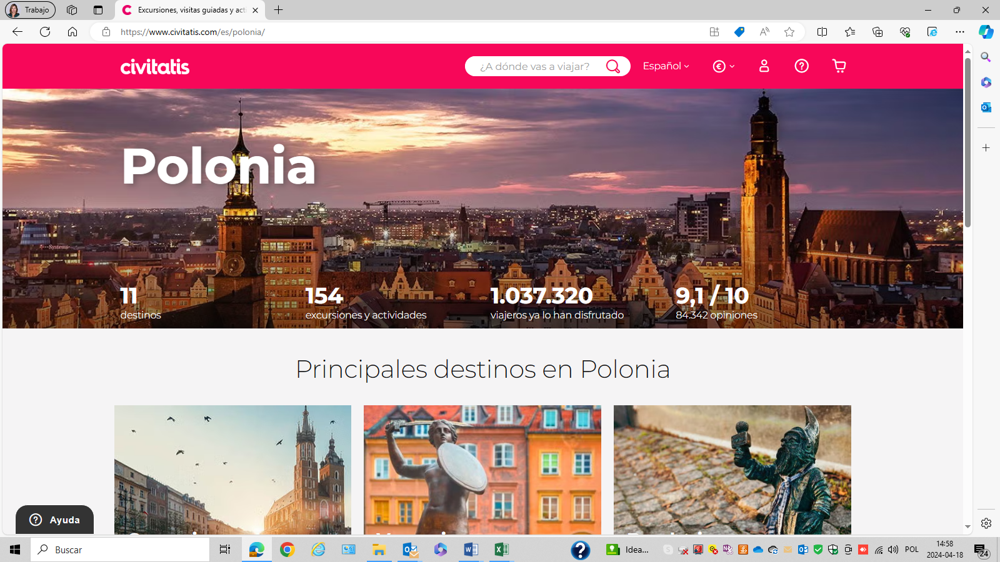 Trabajo
Excursiones, visitas guiadas y acti
https://www.civitatis.com/es/polonia/
civitatis
¿A dónde vas a viajar?
Español
Polonia
11
destinos
154
excursiones y actividades
1.037.320
viajeros ya lo han disfrutado
9,1 / 10
84.342 opiniones
Principales destinos en Polonia
Ayuda
Buscar
Idea...
POL
14:58
2024-04-18
24